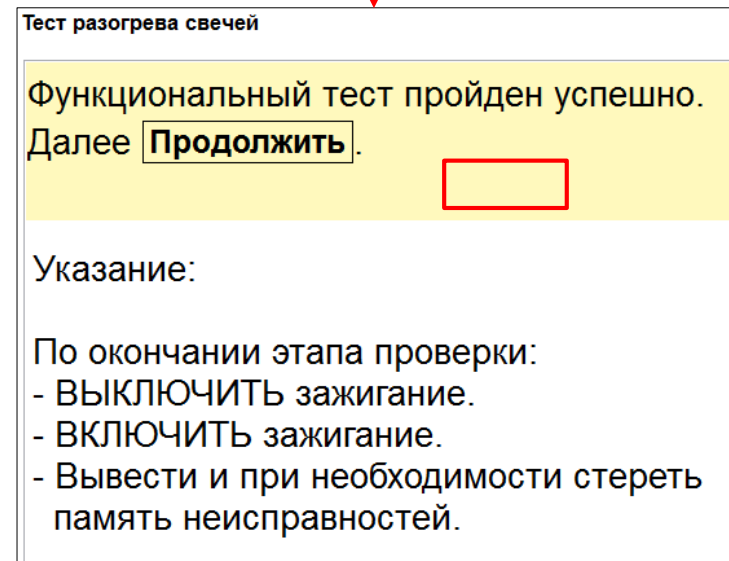 Тест разогрева свечей
Функциональный тест пройден успешно.
Далее Продолжить.
Указание:
По окончании этапа проверки:
- ВЫКЛЮЧИТЬ зажигание.
- ВКЛЮЧИТЬ зажигание.
- Вывести и при необходимости стереть
память неисправностей.